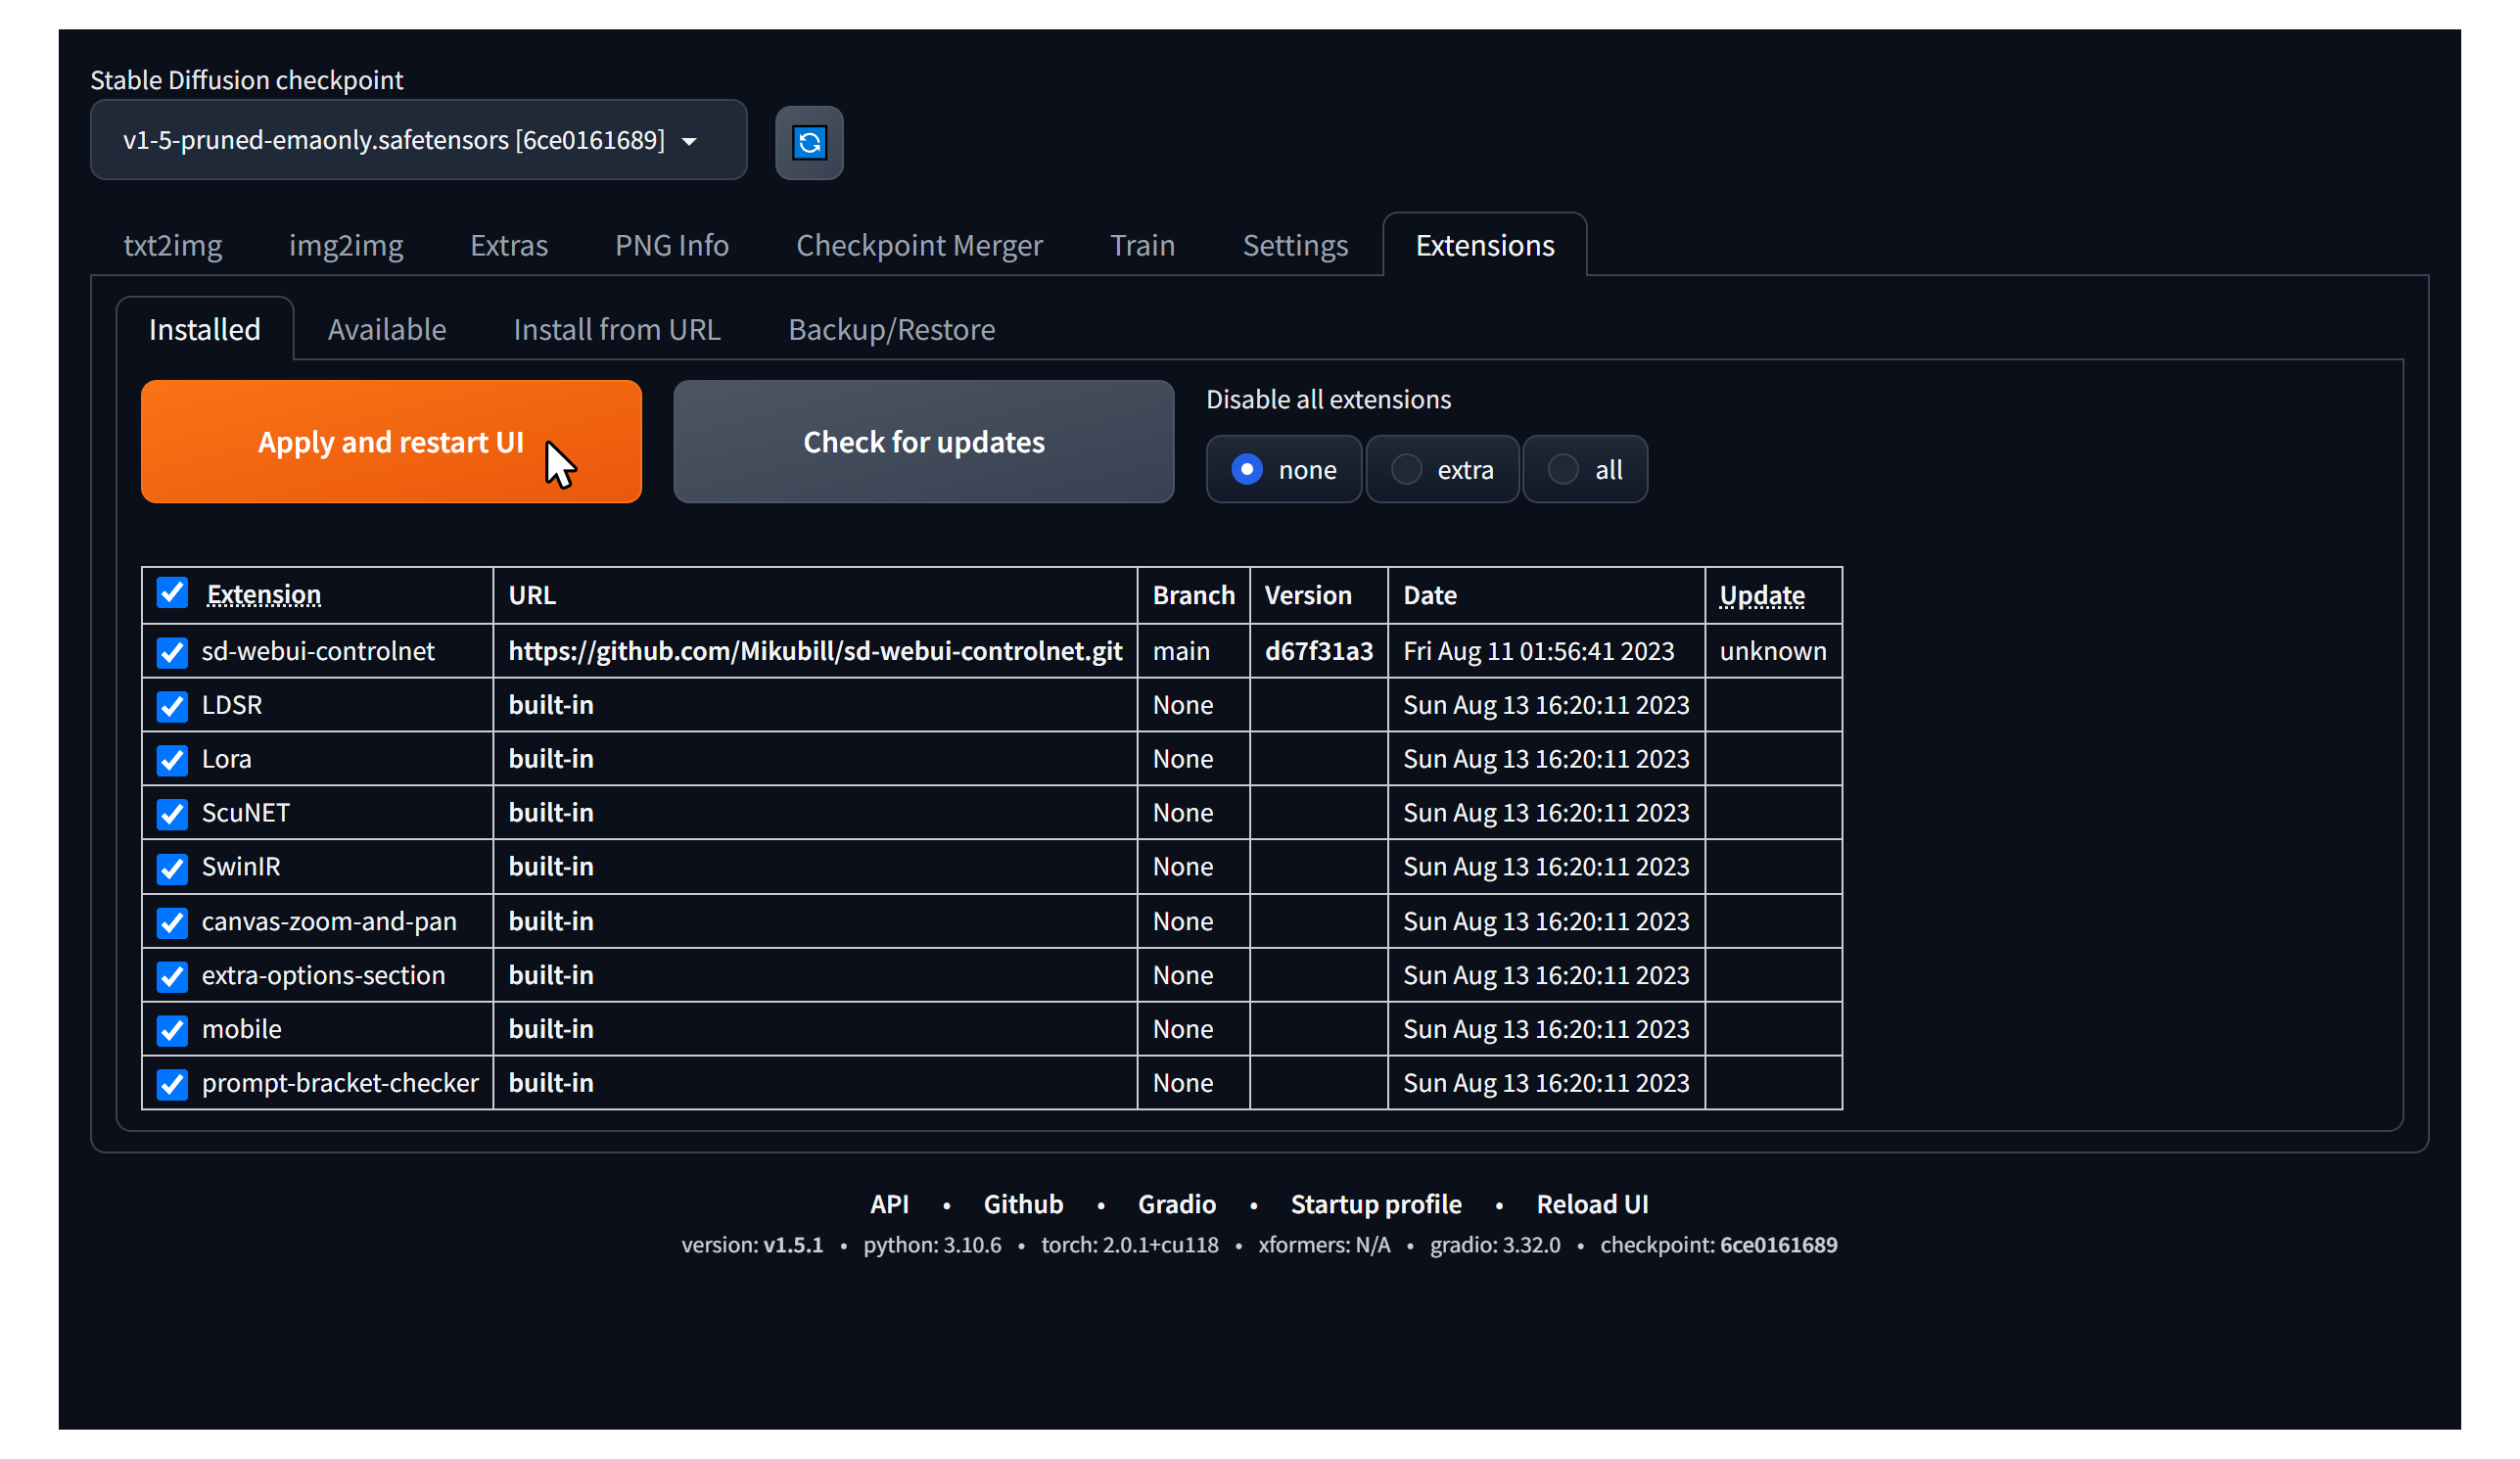 Stable Diffusion checkpoint
v1-5-pruned-emaonly.safetensors [6ce0161689]
txt2img img2img Extras PNG Info Checkpoint Merger Train Settings Extensions
Installed Available Install from URL Backup/Restore
Apply and restart UI Check for updates Disable all extensions
none extra all
Extension URL Branch Version Date Update
sd-webui-controlnet https://github.com/Mikubill/sd-webui-controlnet.git main d67f31a3 Fri Aug 11 01:56:41 2023 unknown
LDSR built-in None Sun Aug 13 16:20:11 2023
Lora built-in None Sun Aug 13 16:20:11 2023
ScuNET built-in None Sun Aug 13 16:20:11 2023
SwinIR built-in None Sun Aug 13 16:20:11 2023
canvas-zoom-and-pan built-in None Sun Aug 13 16:20:11 2023
extra-options-section built-in None Sun Aug 13 16:20:11 2023
mobile built-in None Sun Aug 13 16:20:11 2023
prompt-bracket-checker built-in None Sun Aug 13 16:20:11 2023
API • Github • Gradio • Startup profile • Reload UI
version: v1.5.1 • python: 3.10.6 • torch: 2.0.1+cu118 • xformers: N/A • gradio: 3.32.0 • checkpoint: 6ce0161689